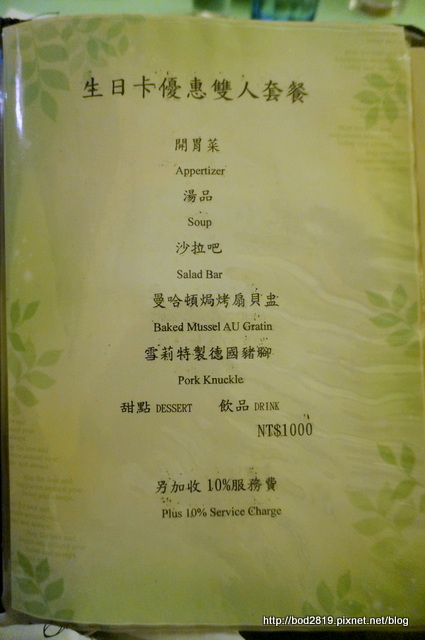 生日卡優惠雙人套餐
開胃菜
Appertizer
湯品
Soup
沙拉吧
Salad Bar
曼哈頓焗烤扇貝盅
Baked Mussel AU Gratin
雪莉特製德國豬腳
Pork Knuckle
甜點 DESSERT 飲品 DRINK
NT$1000
另加收 10%服務費
Plus 10% Service Charge
http://bod2819.pixnet.net/blog